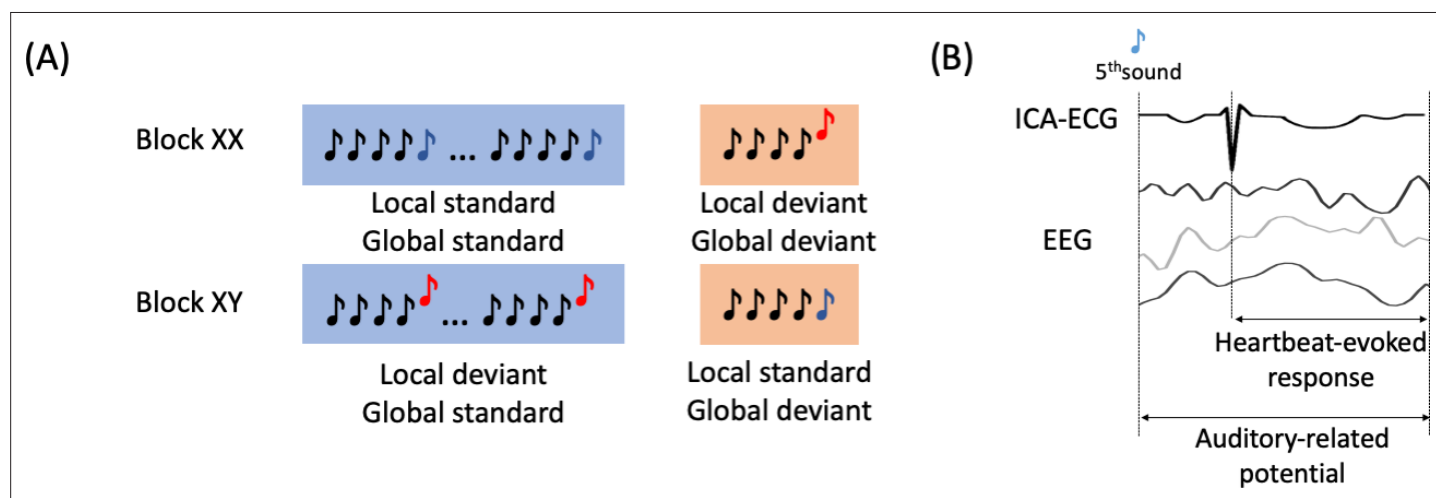 (A)
Block XX
...
Local standard
Global standard
Local deviant
Global deviant
Block XY
...
Local deviant
Global standard
Local standard
Global deviant
(B)
5thsound
ICA-ECG
EEG
Heartbeat-evoked
response
Auditory-related
potential